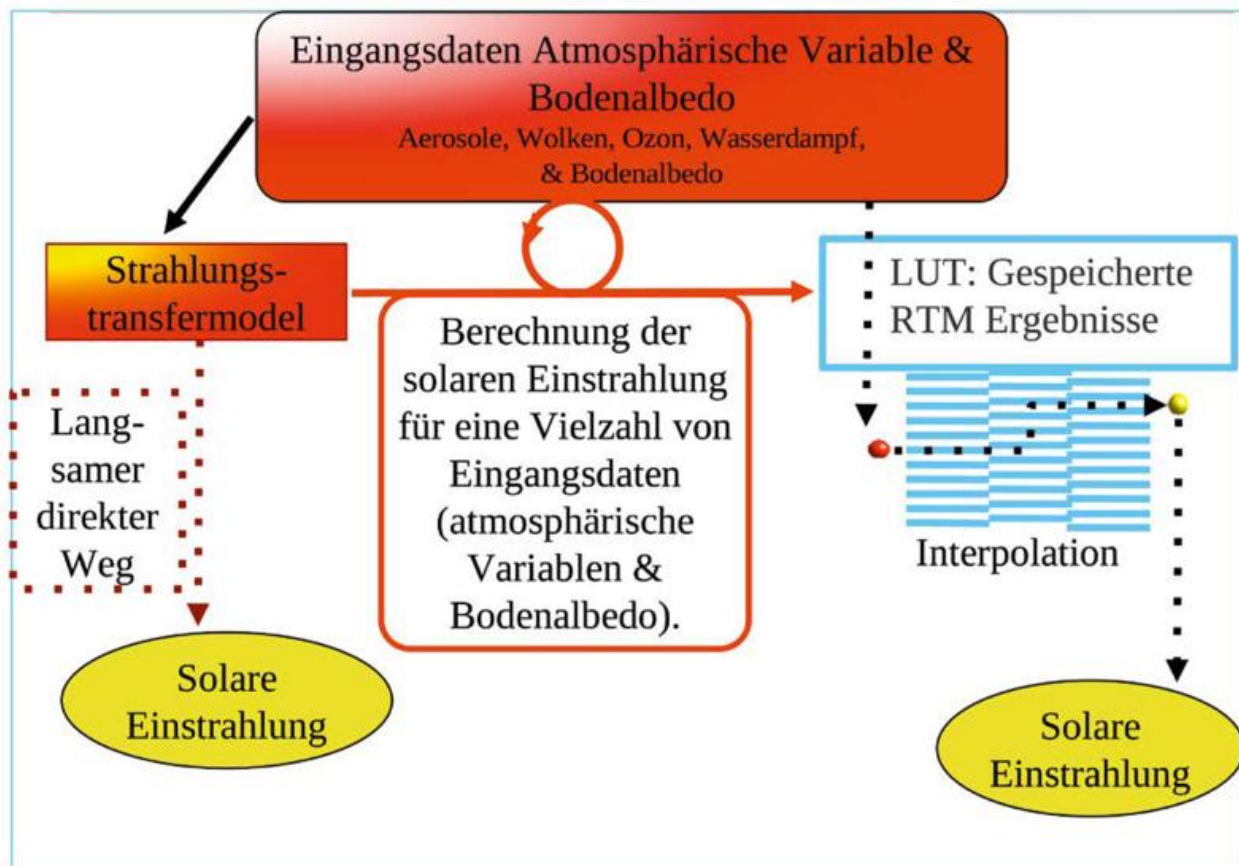 Eingangsdaten Atmosphärische Variable &
Bodenalbedo
Aerosole, Wolken, Ozon, Wasserdampf,
& Bodenalbedo
Strahlungs-
transfermodel
LUT: Gespeicherte
RTM Ergebnisse
Berechnung der
solaren Einstrahlung
für eine Vielzahl von
Eingangsdaten
(atmosphärische
Variablen &
Bodenalbedo).
Lang-
samer
direkter
Weg
Interpolation
Solare
Einstrahlung
Solare
Einstrahlung